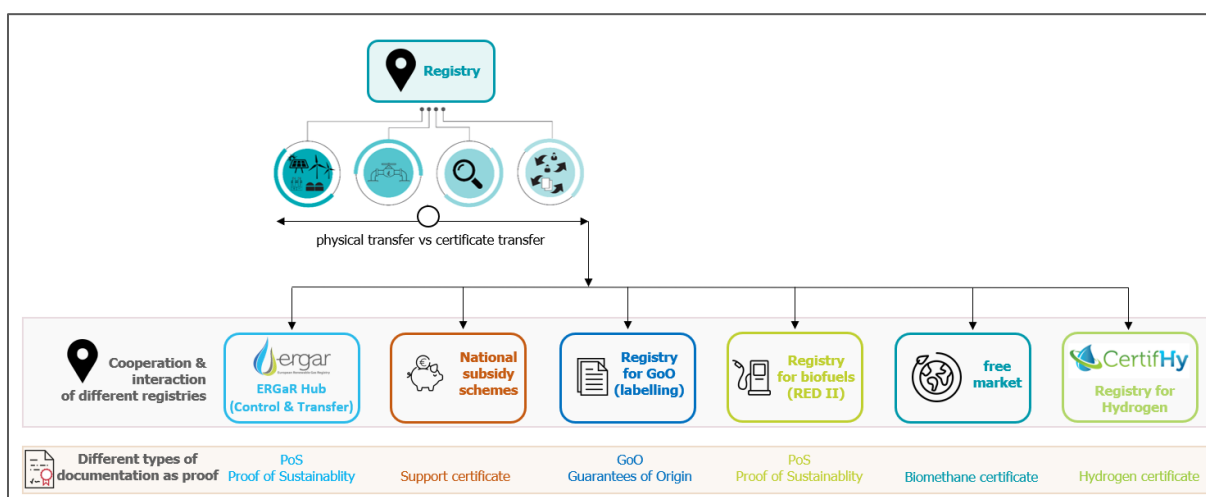 Registry
physical transfer vs certificate transfer
Cooperation &
interaction
of different registries
ergar
European Renewable Gas Registry
ERGaR Hub
(Control & Transfer)
National
subsidy
schemes
Registry
for GoO
(labelling)
Registry
for biofuels
(RED II)
free
market
CertifHy
Registry for
Hydrogen
Different types of
documentation as proof
PoS
Proof of Sustainablity
Support certificate
GoO
Guarantees of Origin
PoS
Proof of Sustainablity
Biomethane certificate
Hydrogen certificate